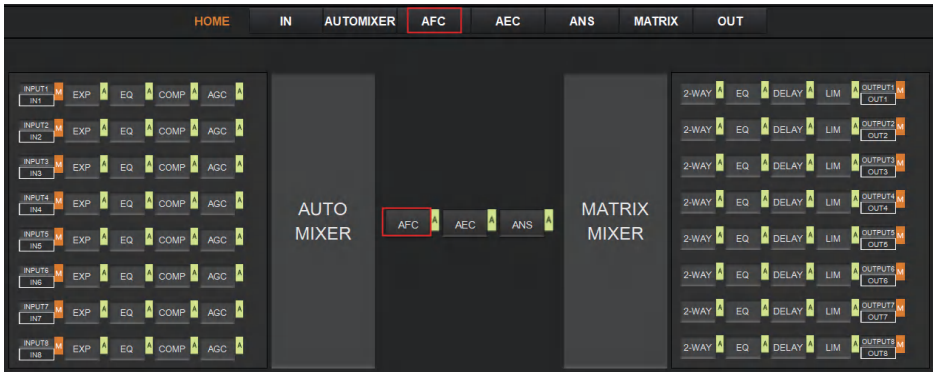 HOME IN AUTOMIXER AFC AEC ANS MATRIX OUT
INPUT1 M EXP A EQ A COMP A AGC A 2-WAY A EQ A DELAY A LIM A OUTPUT1 M
IN1 OUT1
INPUT2 M EXP A EQ A COMP A AGC A 2-WAY A EQ A DELAY A LIM A OUTPUT2 M
IN2 OUT2
INPUT3 M EXP A EQ A COMP A AGC A 2-WAY A EQ A DELAY A LIM A OUTPUT3 M
IN3 OUT3
INPUT4 M EXP A EQ A COMP A AGC A 2-WAY A EQ A DELAY A LIM A OUTPUT4 M
IN4 OUT4
AUTO MIXER AFC A AEC A ANS A MATRIX MIXER
INPUT5 M EXP A EQ A COMP A AGC A 2-WAY A EQ A DELAY A LIM A OUTPUT5 M
IN5 OUT5
INPUT6 M EXP A EQ A COMP A AGC A 2-WAY A EQ A DELAY A LIM A OUTPUT6 M
IN6 OUT6
INPUT7 M EXP A EQ A COMP A AGC A 2-WAY A EQ A DELAY A LIM A OUTPUT7 M
IN7 OUT7
INPUT8 M EXP A EQ A COMP A AGC A 2-WAY A EQ A DELAY A LIM A OUTPUT8 M
IN8 OUT8